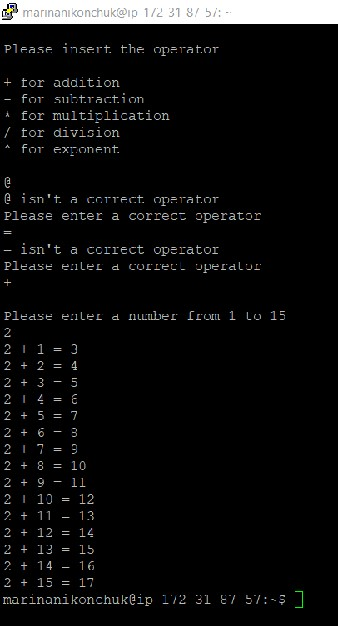 marinanikonchuk@ip-172-31-87-57: ~
Please insert the operator
+ for addition
- for subtraction
* for multiplication
/ for division
^ for exponent
@
@ isn't a correct operator
Please enter a correct operator
=
= isn't a correct operator
Please enter a correct operator
+
Please enter a number from 1 to 15
2
2 + 1 = 3
2 + 2 = 4
2 + 3 = 5
2 + 4 = 6
2 + 5 = 7
2 + 6 = 8
2 + 7 = 9
2 + 8 = 10
2 + 9 = 11
2 + 10 = 12
2 + 11 = 13
2 + 12 = 14
2 + 13 = 15
2 + 14 = 16
2 + 15 = 17
marinanikonchuk@ip-172-31-87-57:~$